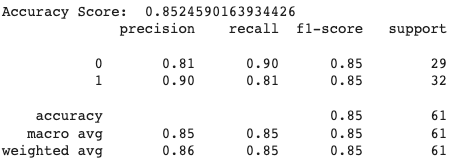 Accuracy Score:  0.8524590163934426
              precision    recall  f1-score   support

           0       0.81      0.90      0.85        29
           1       0.90      0.81      0.85        32

    accuracy                           0.85        61
   macro avg       0.85      0.85      0.85        61
weighted avg       0.86      0.85      0.85        61